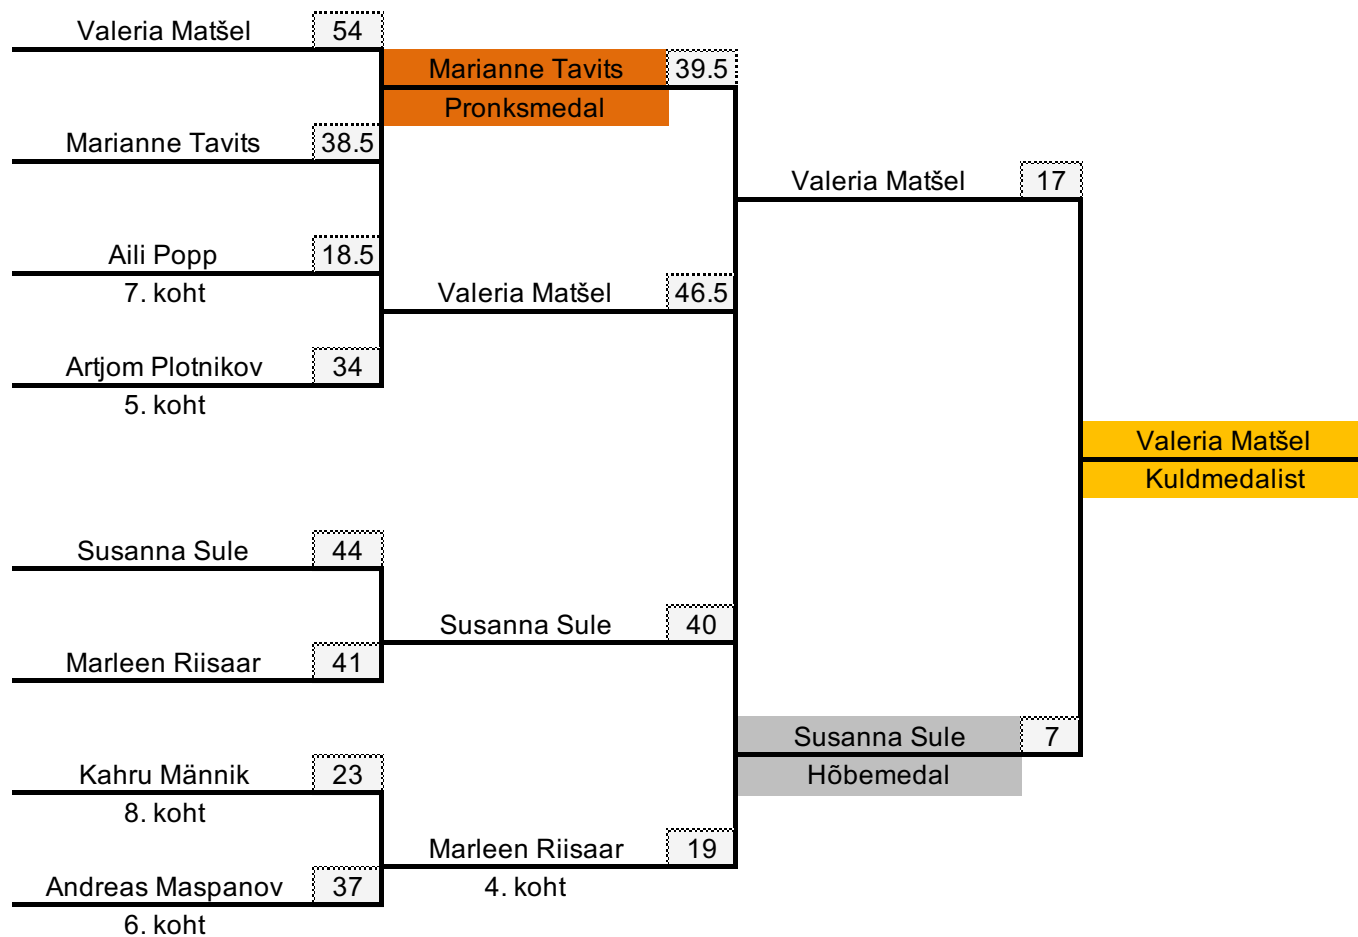 Valeria Matšel 54
Marianne Tavits 39.5
Pronksmedal
Marianne Tavits 38.5
Valeria Matšel 17
Aili Popp 18.5
7. koht
Valeria Matšel 46.5
Artjom Plotnikov 34
5. koht
Valeria Matšel
Kuldmedalist
Susanna Sule 44
Susanna Sule 40
Marleen Riisaar 41
Susanna Sule 7
Hõbemedal
Kahru Männik 23
8. koht
Marleen Riisaar 19
4. koht
Andreas Maspanov 37
6. koht